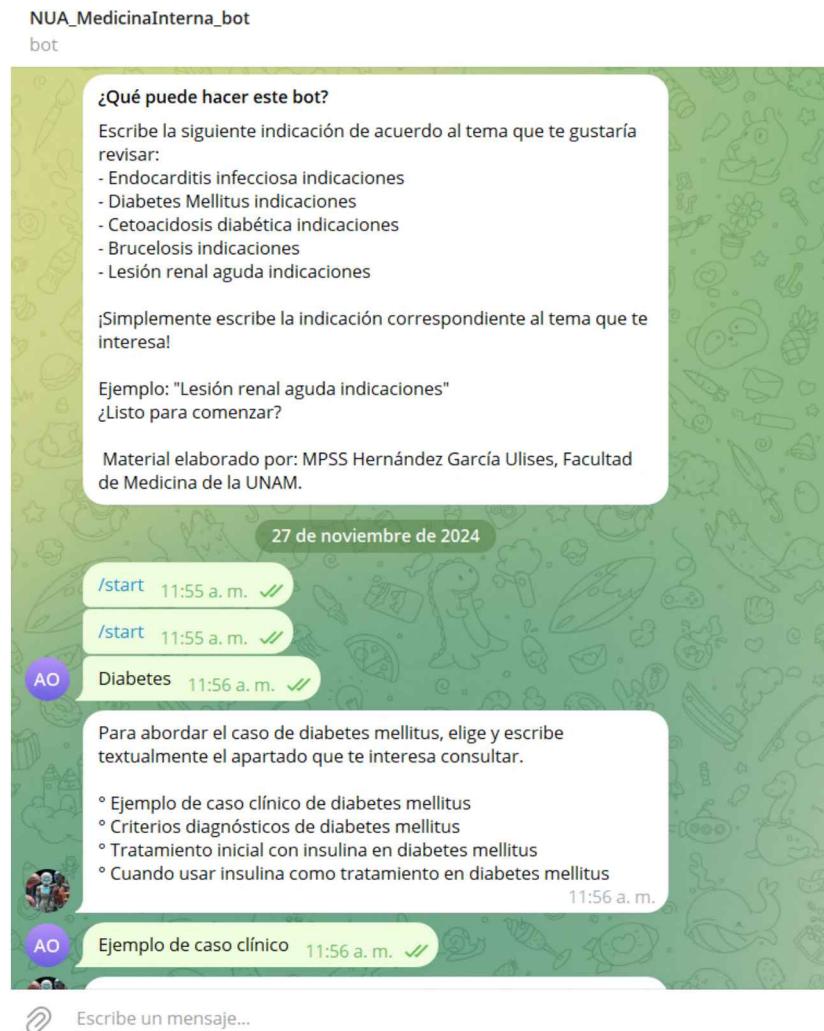 NUA_MedicinaInterna_bot
bot
¿Qué puede hacer este bot?
Escribe la siguiente indicación de acuerdo al tema que te gustaría
revisar:
- Endocarditis infecciosa indicaciones
- Diabetes Mellitus indicaciones
- Cetoacidosis diabética indicaciones
- Brucelosis indicaciones
- Lesión renal aguda indicaciones
¡Simplemente escribe la indicación correspondiente al tema que te
interesa!
Ejemplo: "Lesión renal aguda indicaciones"
¿Listo para comenzar?
Material elaborado por: MPSS Hernández García Ulises, Facultad
de Medicina de la UNAM.
27 de noviembre de 2024
/start 11:55 a. m.
/start 11:55 a. m.
AO Diabetes 11:56 a. m.
Para abordar el caso de diabetes mellitus, elige y escribe
textualmente el apartado que te interesa consultar.
° Ejemplo de caso clínico de diabetes mellitus
° Criterios diagnósticos de diabetes mellitus
° Tratamiento inicial con insulina en diabetes mellitus
° Cuando usar insulina como tratamiento en diabetes mellitus
11:56 a. m.
AO Ejemplo de caso clínico 11:56 a. m.
Escribe un mensaje...